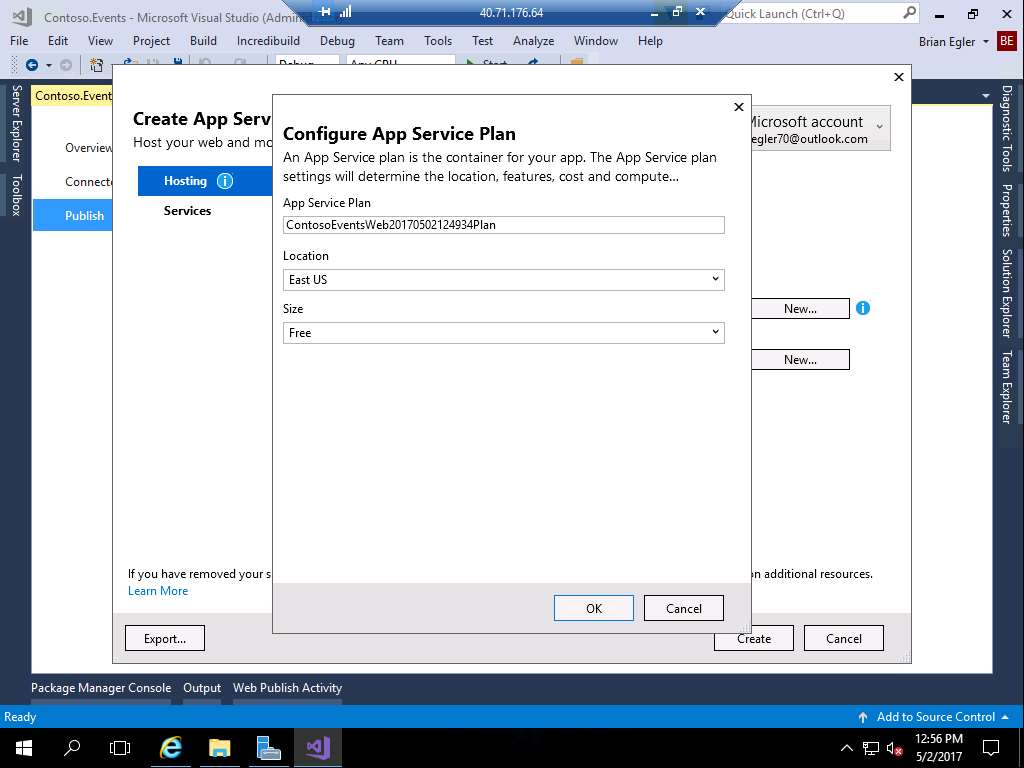 Contoso.Events - Microsoft Visual Studio (Admin
40.71.176.64
Quick Launch (Ctrl+Q)
File Edit View Project Build Incredibuild Debug Team Tools Test Analyze Window Help
Brian Egler
BE
Debug
Any CPU
Start
Server Explorer
Toolbox
Contoso.Event
Overview
Connecte
Publish
Create App Serv
Host your web and mo
Microsoft account
egler70@outlook.com
Hosting
Services
Configure App Service Plan
An App Service plan is the container for your app. The App Service plan
settings will determine the location, features, cost and compute...
App Service Plan
ContosoEventsWeb20170502124934Plan
Location
East US
Size
Free
New...
New...
If you have removed your s
n additional resources.
Learn More
OK
Cancel
Export...
Create
Cancel
Diagnostic Tools
Properties
Solution Explorer
Team Explorer
Package Manager Console Output Web Publish Activity
Ready
Add to Source Control
12:56 PM
5/2/2017